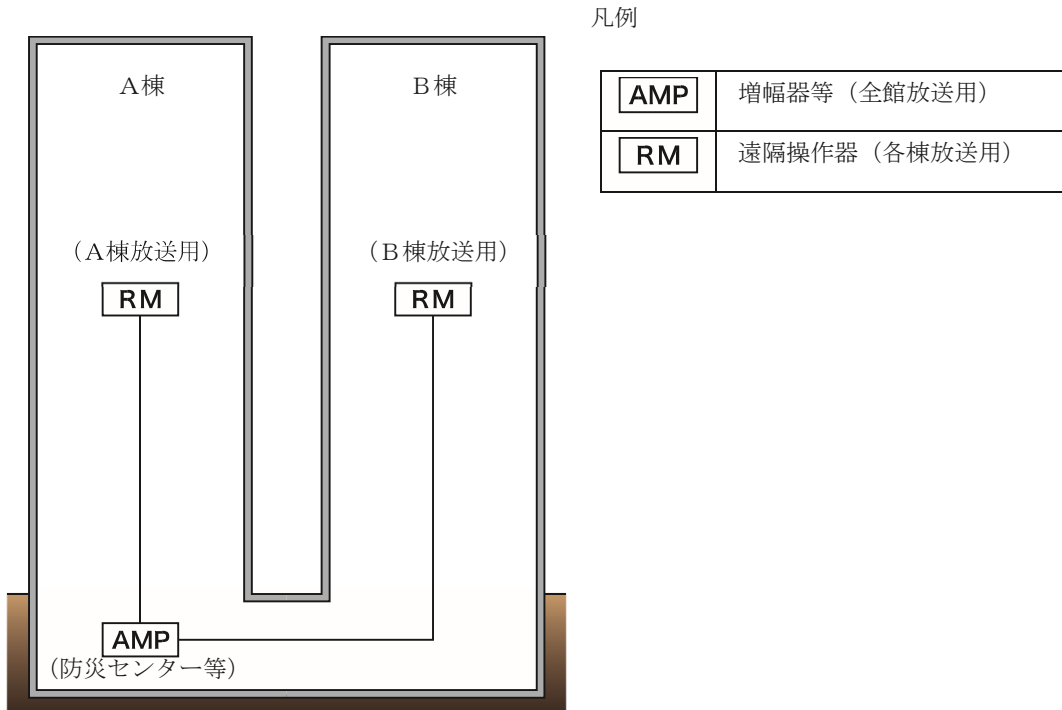 凡例
AMP 増幅器等（全館放送用）
RM 遠隔操作器（各棟放送用）
Ａ棟 Ｂ棟
（Ａ棟放送用） （Ｂ棟放送用）
RM RM
AMP
（防災センター等）